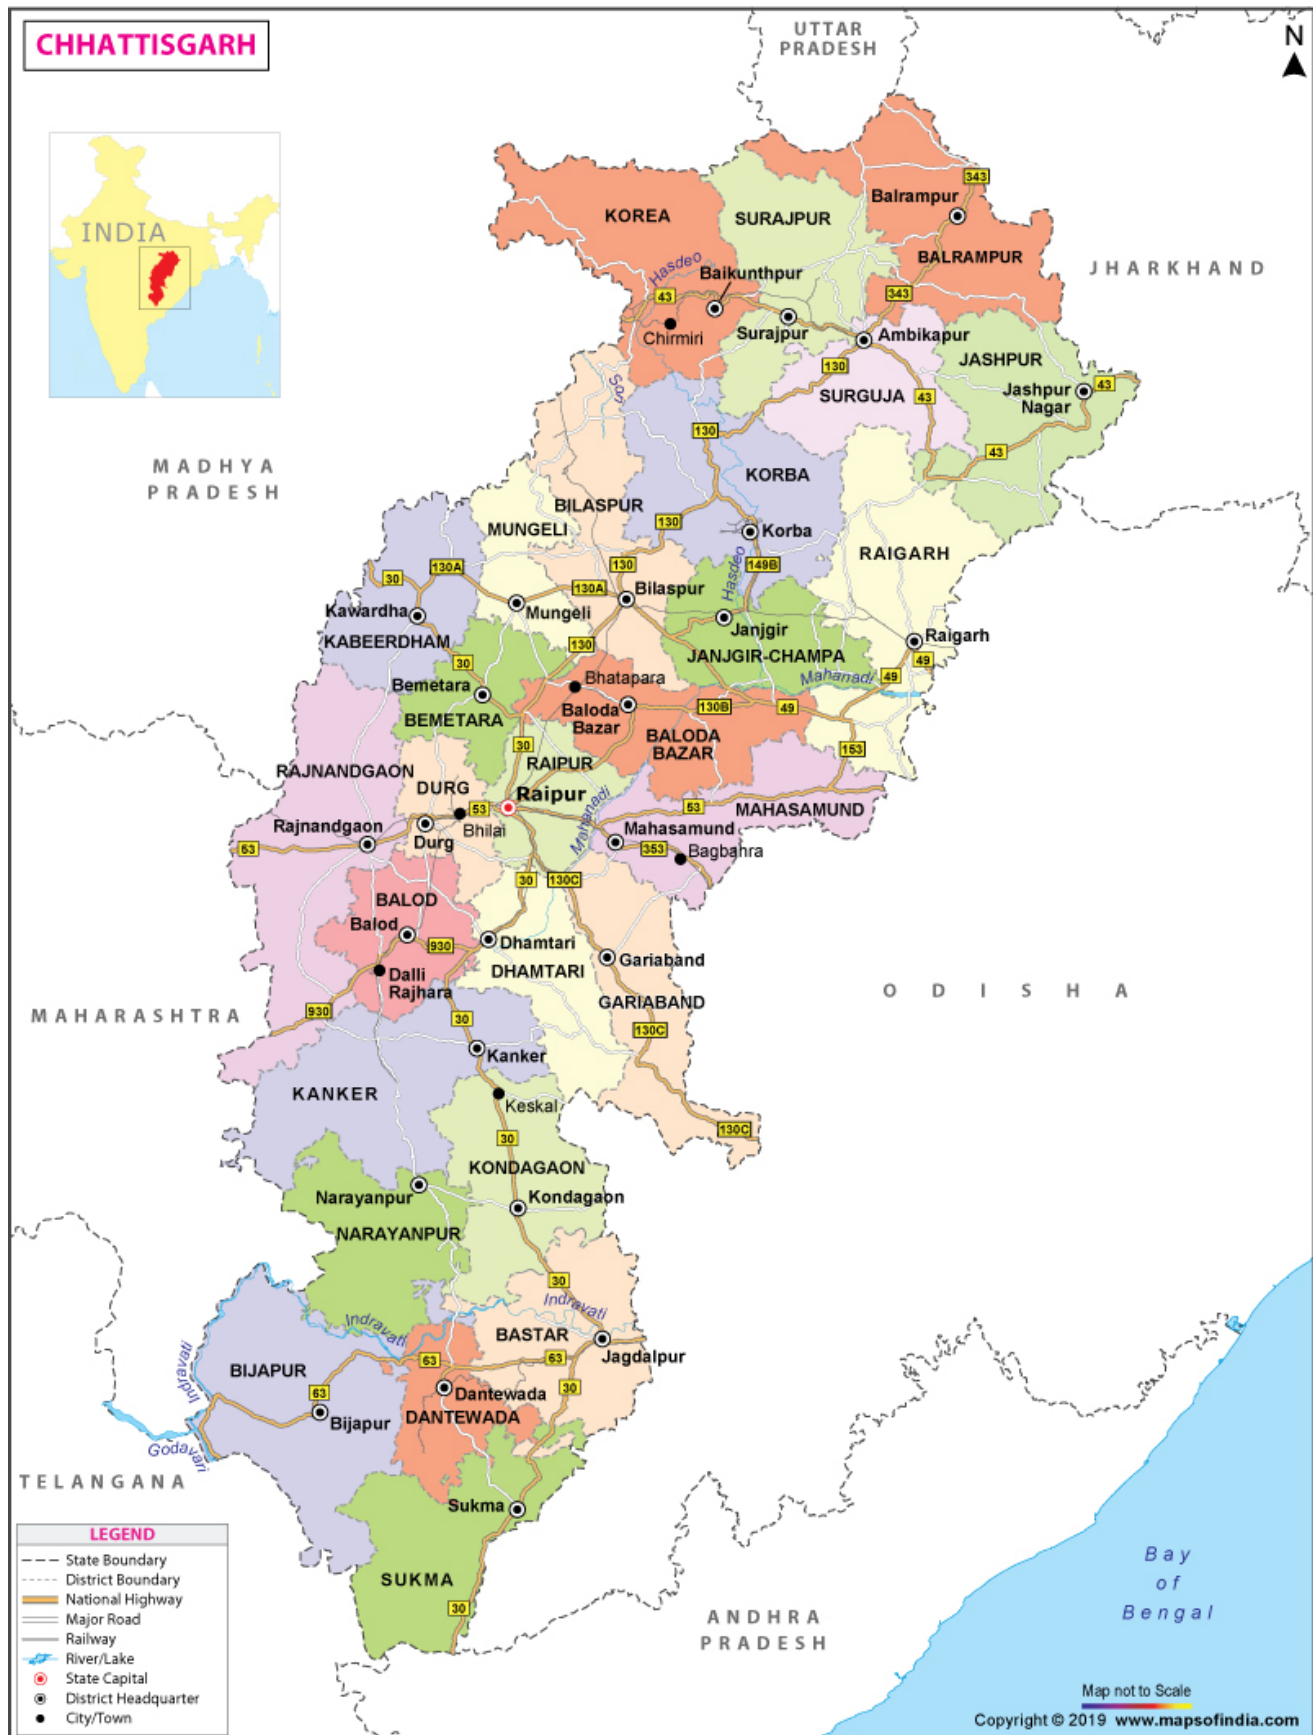 CHHATTISGARH
N
INDIA
UTTAR
PRADESH
JHARKHAND
MADHYA
PRADESH
MAHARASHTRA
ODISHA
TELANGANA
ANDHRA
PRADESH
Bay
of
Bengal
343
Balrampur
KOREA
SURAJPUR
BALRAMPUR
Hasdeo
Baikunthpur
43
343
Chirmiri
Surajpur
Ambikapur
JASHPUR
130
Son
SURGUJA
43
Jashpur
Nagar
43
130
43
KORBA
BILASPUR
MUNGELI
130
Korba
RAIGARH
130A
30
130
149B
130A
Hasdeo
Bilaspur
Kawardha
Mungeli
Janjgir
KABEERDHAM
130
Raigarh
JANJGIR-CHAMPA
30
49
Mahanadi
49
Bemetara
Bhatapara
BEMETARA
Baloda
Bazar
130B
49
BALODA
BAZAR
30
153
RAIPUR
RAJNANDGAON
DURG
Raipur
53
53
MAHASAMUND
Mahanadi
Rajnandgaon
Bhilai
Durg
Mahasamund
53
353
Bagbahra
30
130C
BALOD
Balod
930
Dhamtari
Gariaband
Dalli
Rajhara
DHAMTARI
GARIABAND
930
30
130C
Kanker
KANKER
Keskal
130C
30
KONDAGAON
Narayanpur
Kondagaon
NARAYANPUR
30
Indravati
Indravati
BASTAR
Jagdalpur
Indravati
BIJAPUR
63
63
63
30
Dantewada
Bijapur
DANTEWADA
Godavari
Sukma
SUKMA
30
LEGEND
State Boundary
District Boundary
National Highway
Major Road
Railway
River/Lake
State Capital
District Headquarter
City/Town
Map not to Scale
Copyright © 2019 www.mapsofindia.com